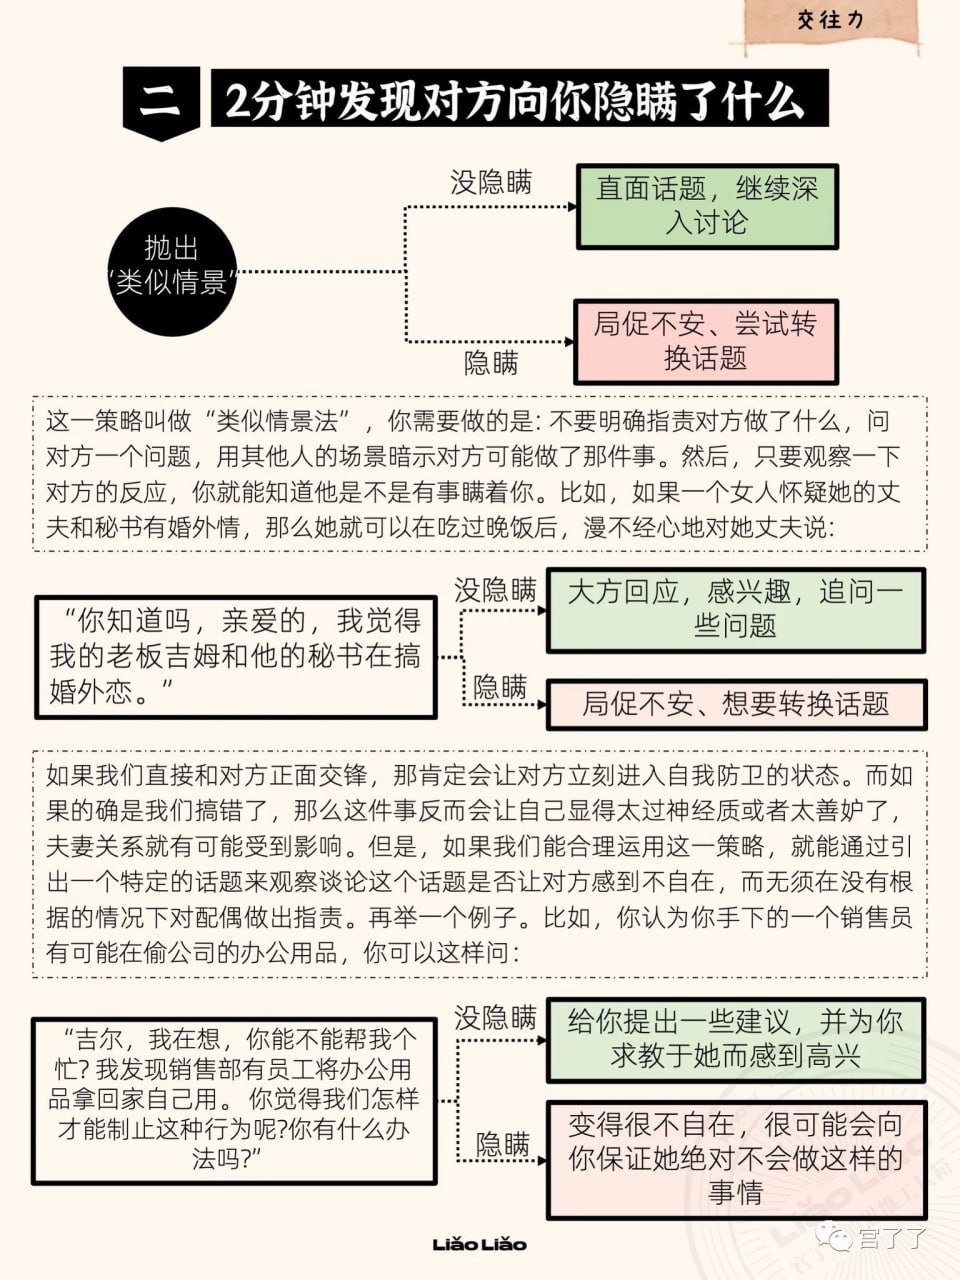 交往力
二
2分钟发现对方向你隐瞒了什么
抛出
“类似情景”
没隐瞒
直面话题，继续深
入讨论
隐瞒
局促不安、尝试转
换话题
这一策略叫做“类似情景法”，你需要做的是：不要明确指责对方做了什么，问
对方一个问题，用其他人的场景暗示对方可能做了那件事。然后，只要观察一下
对方的反应，你就能知道他是不是有事瞒着你。比如，如果一个女人怀疑她的丈
夫和秘书有婚外情，那么她就可以在吃过晚饭后，漫不经心地对她丈夫说：
“你知道吗，亲爱的，我觉得
我的老板吉姆和他的秘书在搞
婚外恋。”
没隐瞒
大方回应，感兴趣，追问一
些问题
隐瞒
局促不安、想要转换话题
如果我们直接和对方正面交锋，那肯定会让对方立刻进入自我防卫的状态。而如
果的确是我们搞错了，那么这件事反而会让自己显得太过神经质或者太善妒了，
夫妻关系就有可能受到影响。但是，如果我们能合理运用这一策略，就能通过引
出一个特定的话题来观察谈论这个话题是否让对方感到不自在，而无须在没有根
据的情况下对配偶做出指责。再举一个例子。比如，你认为你手下的一个销售员
有可能在偷公司的办公用品，你可以这样问：
“吉尔，我在想，你能不能帮我个
忙？我发现销售部有员工将办公用
品拿回家自己用。你觉得我们怎样
才能制止这种行为呢?你有什么办
法吗?”
没隐瞒
给你提出一些建议，并为你
求教于她而感到高兴
隐瞒
变得很不自在，很可能会向
你保证她绝对不会做这样的
事情
LiǎoLiǎo
宫了了